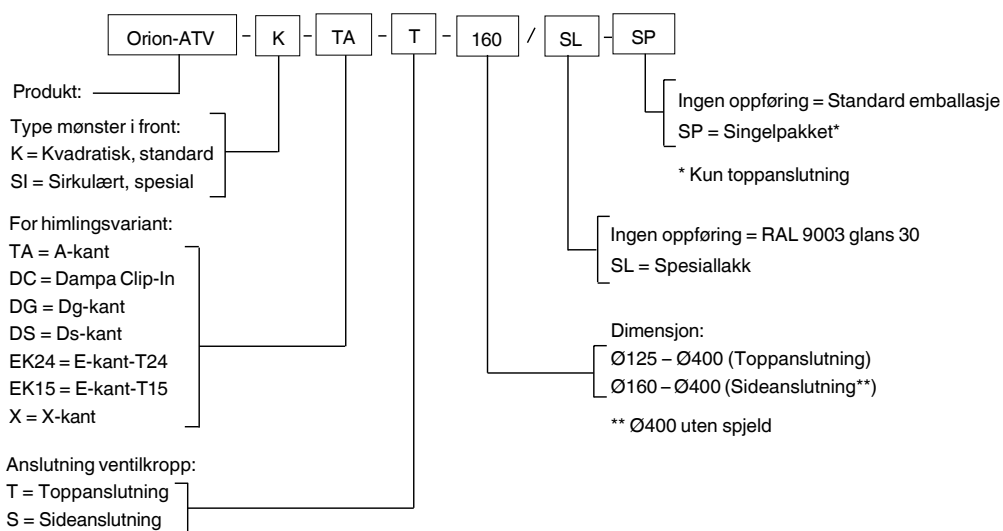 Orion-ATV - K - TA - T - 160 / SL - SP
Produkt:
Type mønster i front:
K = Kvadratisk, standard
SI = Sirkulært, spesial
For himlingsvariant:
TA = A-kant
DC = Dampa Clip-In
DG = Dg-kant
DS = Ds-kant
EK24 = E-kant-T24
EK15 = E-kant-T15
X = X-kant
Anslutning ventilkropp:
T = Toppanslutning
S = Sideanslutning
Ingen oppføring = Standard emballasje
SP = Singelpakket*
* Kun toppanslutning
Ingen oppføring = RAL 9003 glans 30
SL = Spesiallakk
Dimensjon:
Ø125 – Ø400 (Toppanslutning)
Ø160 – Ø400 (Sideanslutning**)
** Ø400 uten spjeld